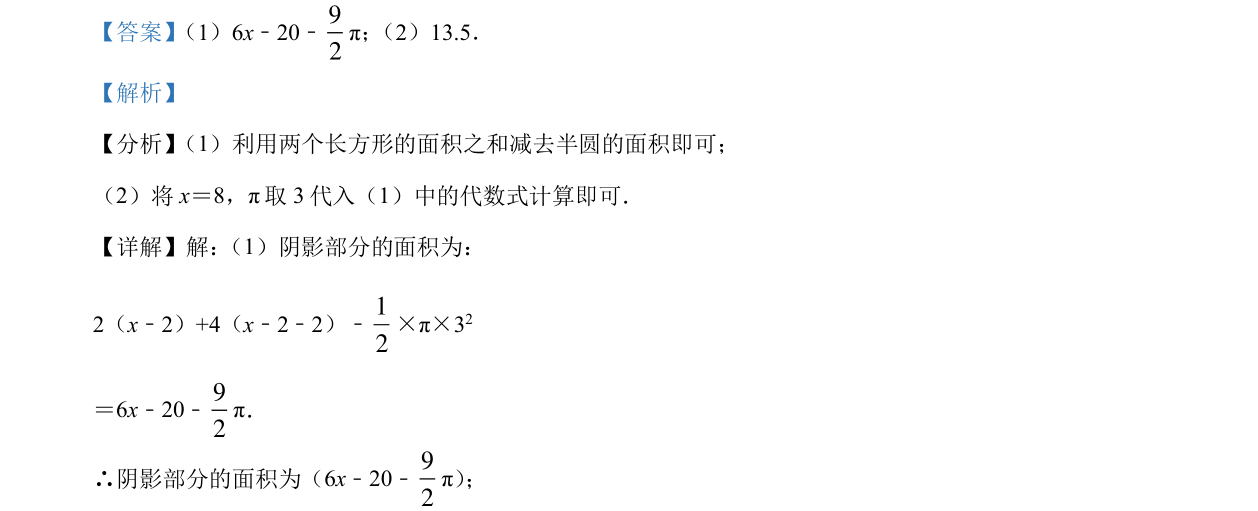 【答案】（1）6x﹣20﹣9/2π；（2）13.5．
【解析】
【分析】（1）利用两个长方形的面积之和减去半圆的面积即可；
（2）将 x＝8，π 取 3 代入（1）中的代数式计算即可．
【详解】解：（1）阴影部分的面积为：
2（x﹣2）+4（x﹣2﹣2）﹣1/2×π×3²
＝6x﹣20﹣9/2π．
∴阴影部分的面积为（6x﹣20﹣9/2π）；